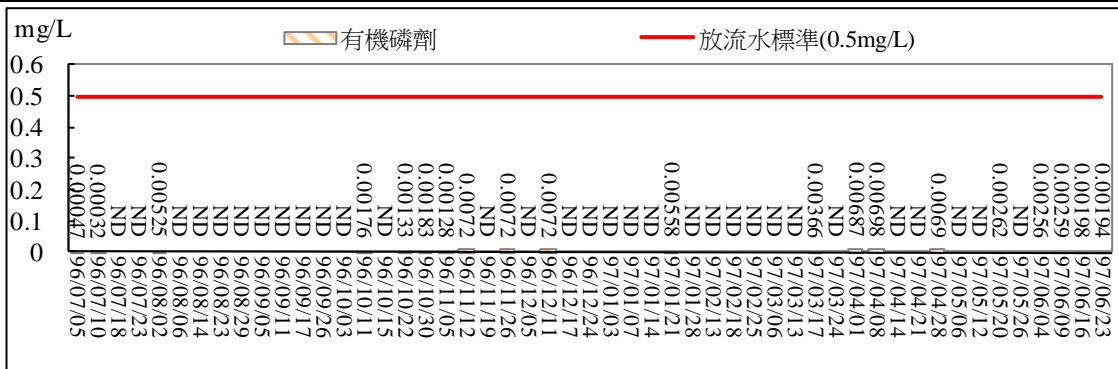 mg/L
有機磷劑
放流水標準(0.5mg/L)
0.6
0.5
0.4
0.3
0.2
0.1
0
0.00047
0.00032
ND
ND
0.00525
ND
ND
ND
ND
ND
ND
ND
ND
ND
0.00176
ND
0.00133
0.00183
0.00128
0.0072
ND
0.0072
ND
0.0072
ND
ND
ND
ND
ND
0.00558
ND
ND
ND
ND
ND
ND
0.00366
ND
0.00687
0.00698
ND
ND
0.0069
ND
ND
0.00262
ND
0.00256
0.00259
0.00198
0.00194
96/07/05
96/07/10
96/07/18
96/07/23
96/08/02
96/08/06
96/08/14
96/08/23
96/08/29
96/09/05
96/09/11
96/09/17
96/09/26
96/10/03
96/10/11
96/10/15
96/10/22
96/10/30
96/11/05
96/11/12
96/11/19
96/11/26
96/12/05
96/12/11
96/12/17
96/12/24
97/01/03
97/01/07
97/01/14
97/01/21
97/01/28
97/02/13
97/02/18
97/02/25
97/03/06
97/03/13
97/03/17
97/03/24
97/04/01
97/04/08
97/04/14
97/04/21
97/04/28
97/05/06
97/05/12
97/05/20
97/05/26
97/06/04
97/06/09
97/06/16
97/06/23